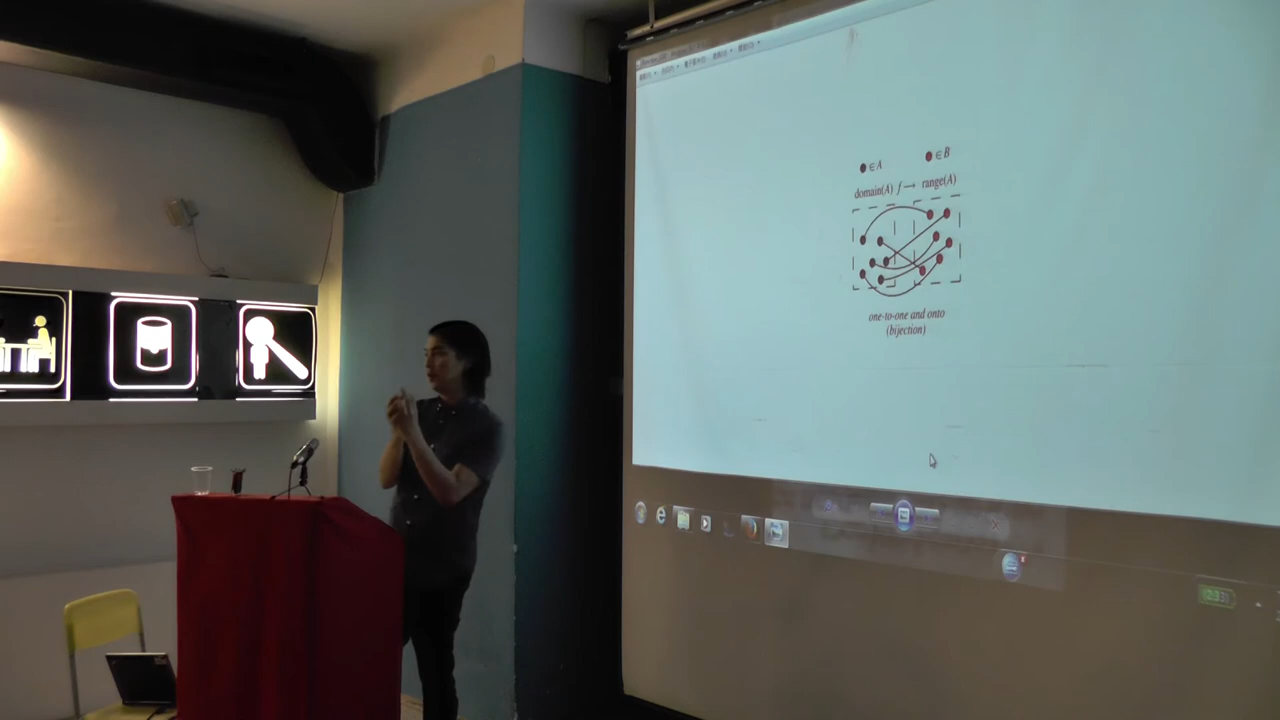 ∈A ∈B
domain(A) f→ range(A)
one-to-one and onto
(bijection)